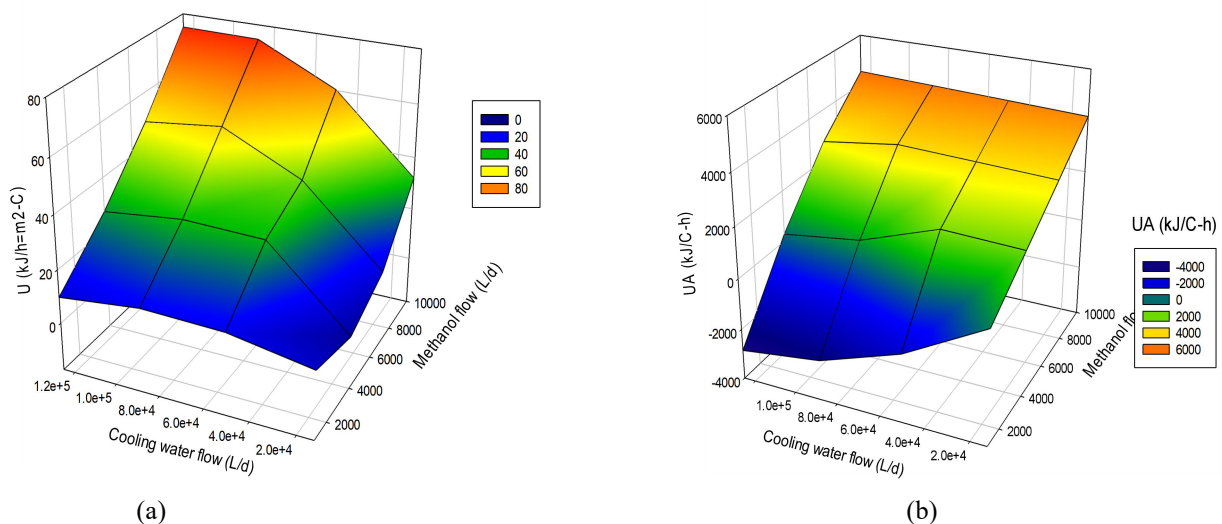 80
60
40
20
0
U (kJ/h=m2-C)
1.2e+5
1.0e+5
8.0e+4
6.0e+4
4.0e+4
2.0e+4
Cooling water flow (L/d)
2000
4000
6000
8000
10000
Methanol flow (L/d)
0
20
40
60
80
(a)
6000
4000
2000
0
-2000
-4000
UA (kJ/C-h)
1.0e+5
8.0e+4
6.0e+4
4.0e+4
2.0e+4
Cooling water flow (L/d)
2000
4000
6000
8000
10000
Methanol flo
UA (kJ/C-h)
-4000
-2000
0
2000
4000
6000
(b)